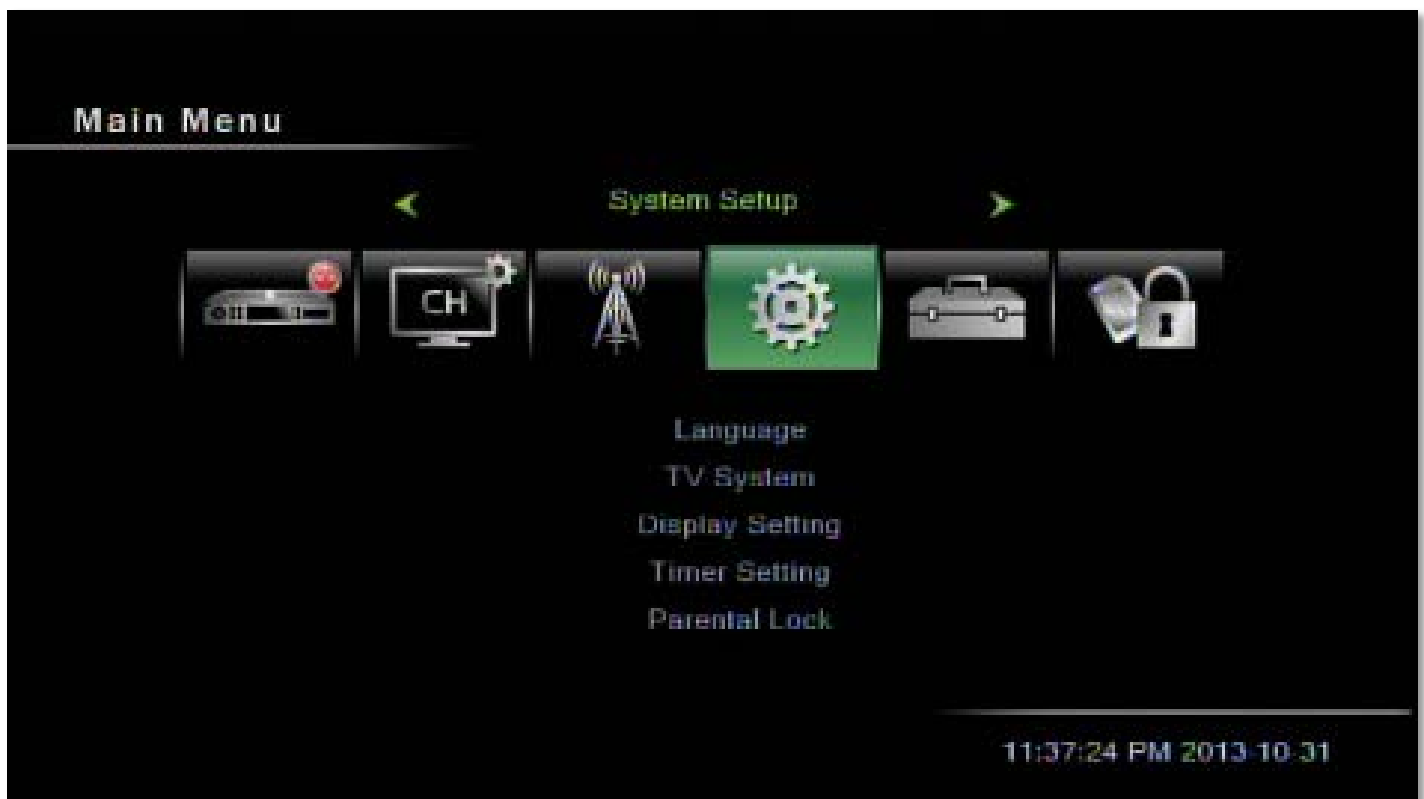 Main Menu
System Setup
CH
Language
TV System
Display Setting
Timer Setting
Parental Lock
11:37:24 PM 2013-10-31